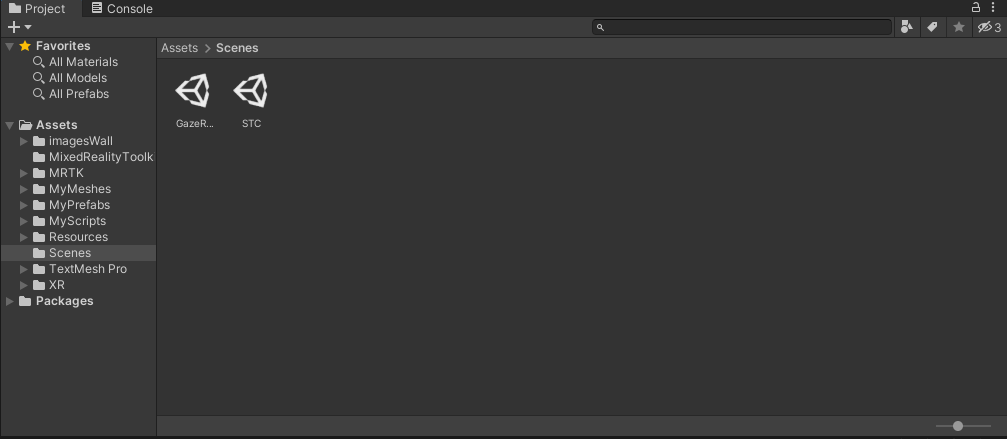 Project Console
3
Favorites
All Materials
All Models
All Prefabs
Assets
imagesWall
MixedRealityToolk
MRTK
MyMeshes
MyPrefabs
MyScripts
Resources
Scenes
TextMesh Pro
XR
Packages
Assets > Scenes
GazeR... STC